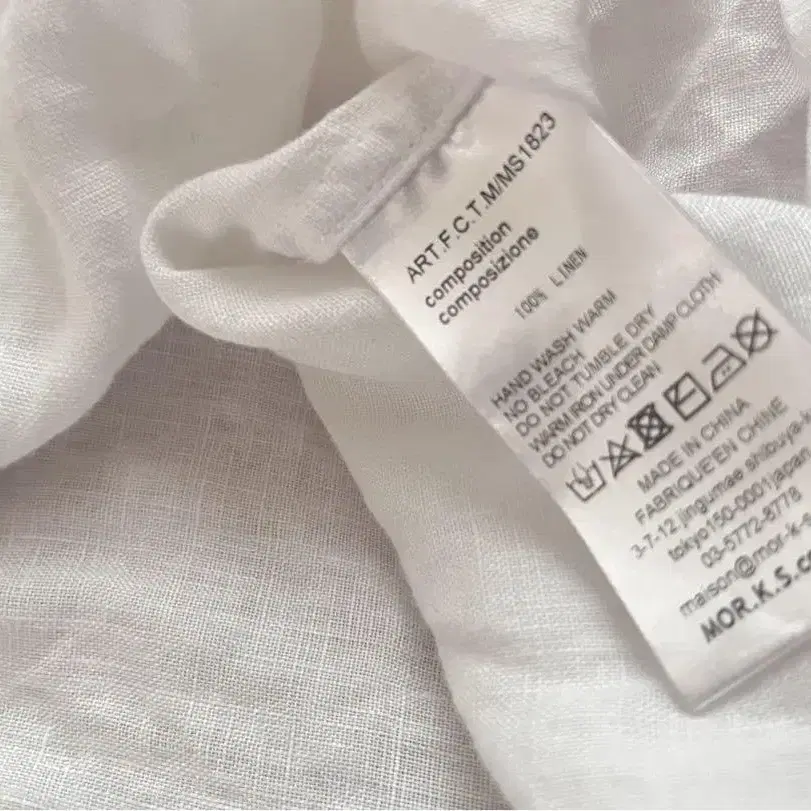 ART.F.C.T.M/MS1823
composition
composizione
100% LINEN
HAND WASH WARM
NO BLEACH
DO NOT TUMBLE DRY
WARM IRON UNDER DAMP CLOTH
DO NOT DRY CLEAN
MADE IN CHINA
FABRIQUE EN CHINE
3-7-12 jingumae.shibuya.
tokyo150-0001japan
03-5772-8778
maison@mor-k-s
MOR.K.S.co